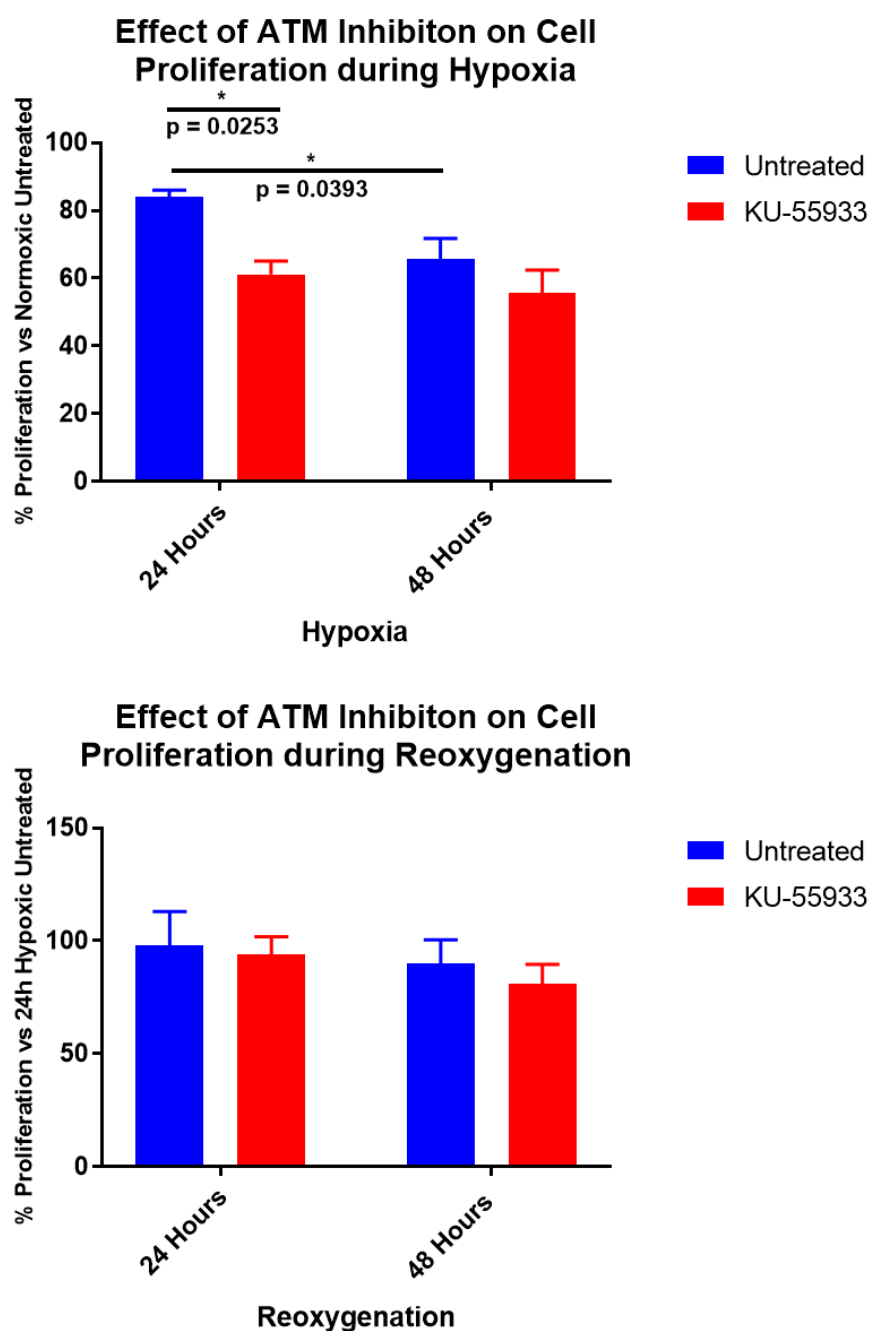 Effect of ATM Inhibiton on Cell
Proliferation during Hypoxia
% Proliferation vs Normoxic Untreated
100
80
60
40
20
0
*
p = 0.0253
*
p = 0.0393
Untreated
KU-55933
24 Hours
48 Hours
Hypoxia
Effect of ATM Inhibiton on Cell
Proliferation during Reoxygenation
% Proliferation vs 24h Hypoxic Untreated
150
100
50
0
Untreated
KU-55933
24 Hours
48 Hours
Reoxygenation